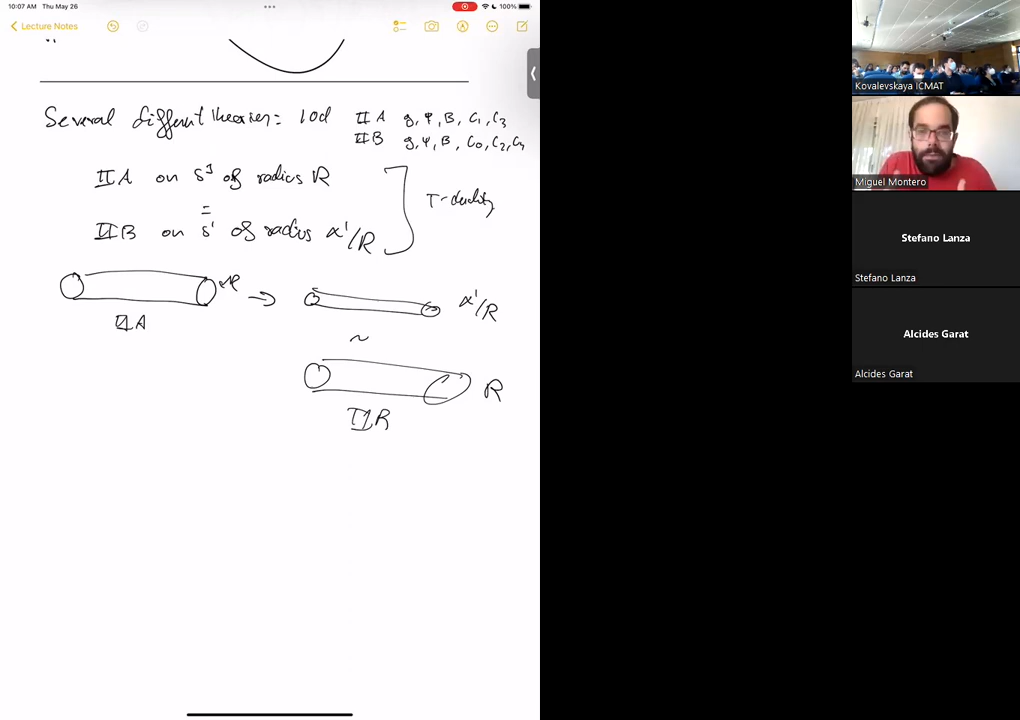 10:07 AM Thu May 26
100%
Lecture Notes
Several different theories: 10d IIA g, φ, B, C₁, C₃
IIB g, φ, B, C₀, C₂, C₄
IIA on S¹ of radius R
=
IIB on S¹ of radius α'/R
T-duality
R → α'/R
IIA
~
R
IIB
Kovalevskaya ICMAT
Miguel Montero
Stefano Lanza
Stefano Lanza
Alcides Garat
Alcides Garat